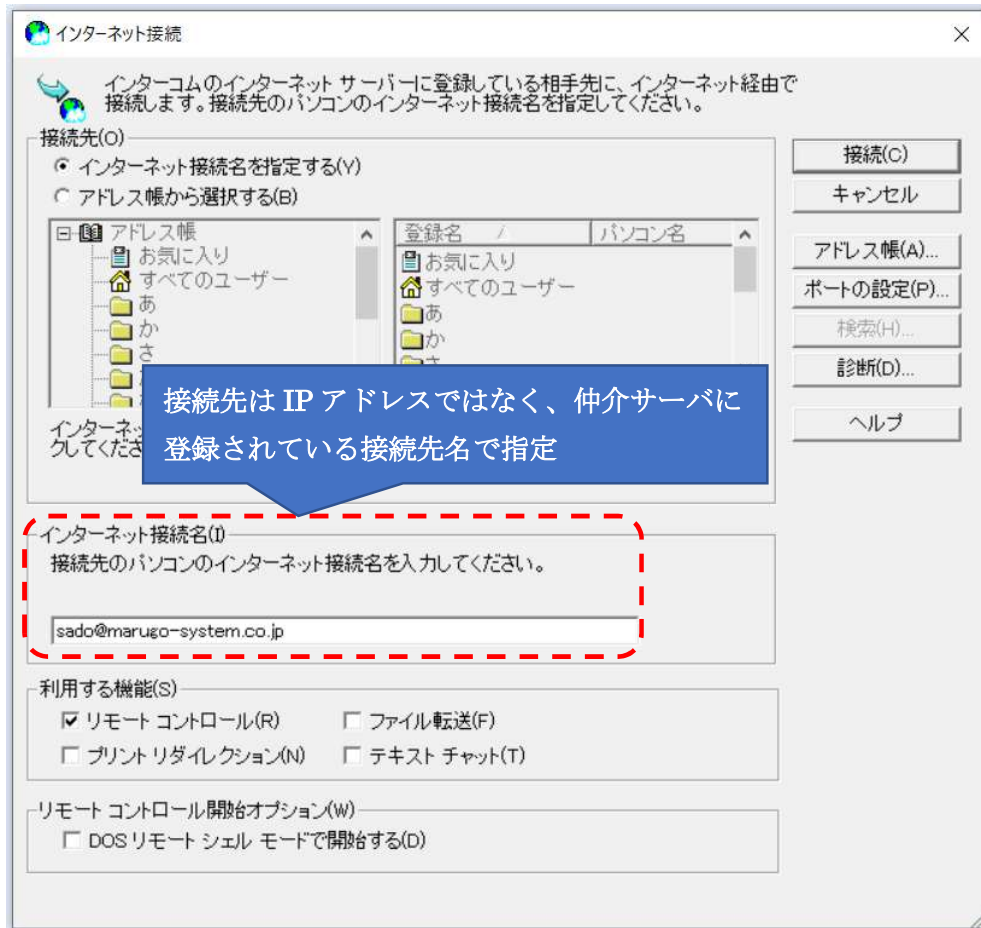 インターネット接続
インターコムのインターネット サーバーに登録している相手先に、インターネット経由で
接続します。接続先のパソコンのインターネット接続名を指定してください。
接続先(O)
インターネット接続名を指定する(Y)
アドレス帳から選択する(B)
アドレス帳
お気に入り
すべてのユーザー
あ
か
さ
登録名 パソコン名
お気に入り
すべてのユーザー
あ
か
さ
インターネッ
クしてくださ
接続先は IP アドレスではなく、仲介サーバに
登録されている接続先名で指定
接続(C)
キャンセル
アドレス帳(A)...
ポートの設定(P)...
検索(H)...
診断(D)...
ヘルプ
インターネット接続名(I)
接続先のパソコンのインターネット接続名を入力してください。
sado@marugo-system.co.jp
利用する機能(S)
リモート コントロール(R) ファイル転送(F)
プリント リダイレクション(N) テキスト チャット(T)
リモート コントロール開始オプション(W)
DOS リモート シェル モードで開始する(D)